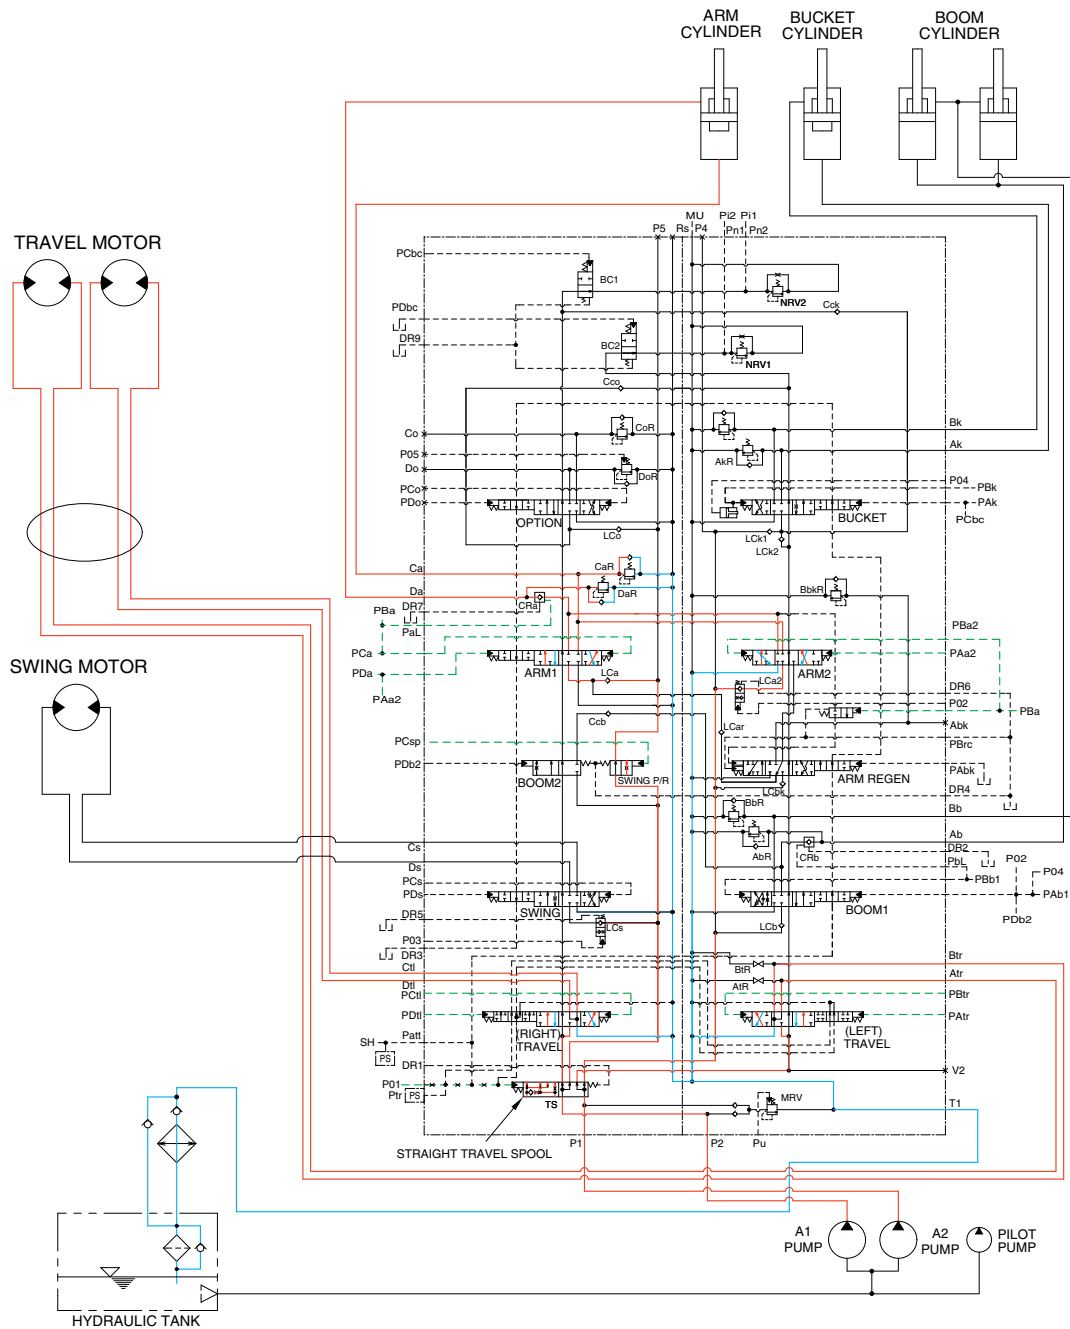 ARM
CYLINDER
BUCKET
CYLINDER
BOOM
CYLINDER
TRAVEL MOTOR
SWING MOTOR
MU
Pi2
Pi1
P5
Rs
P4
Pn1
Pn2
PCbc
BC1
NRV2
Cck
PDbc
DR9
BC2
NRV1
Cco
Co
CoR
Bk
P05
AkR
Ak
Do
DoR
PCo
P04
PBk
PDo
PAk
OPTION
BUCKET
PCbc
LCo
LCk1
LCk2
Ca
CaR
Da
DaR
BbkR
CRa
DR7
PBa
PaL
PBa2
PCa
PAa2
PDa
ARM1
LCa
LCa2
ARM2
PAa2
DR6
P02
PBa
Ccb
LCar
Abk
PCsp
PBrc
PDb2
PAbk
BOOM2
SWING P/R
LCbk
ARM REGEN
DR4
BbR
Bb
AbR
Ab
CRb
DR2
Cs
Ds
PbL
P02
P04
PCs
PBb1
PDs
PAb1
SWING
BOOM1
PDb2
DR5
LCs
LCb
P03
DR3
Ctl
BtR
Btr
Dtl
AtR
Atr
PCtl
PBtr
PDtl
PAtr
(RIGHT)
TRAVEL
(LEFT)
TRAVEL
Patt
SH
PS
DR1
V2
P01
Ptr
PS
TS
MRV
T1
P1
P2
Pu
STRAIGHT TRAVEL SPOOL
A1
PUMP
A2
PUMP
PILOT
PUMP
HYDRAULIC TANK